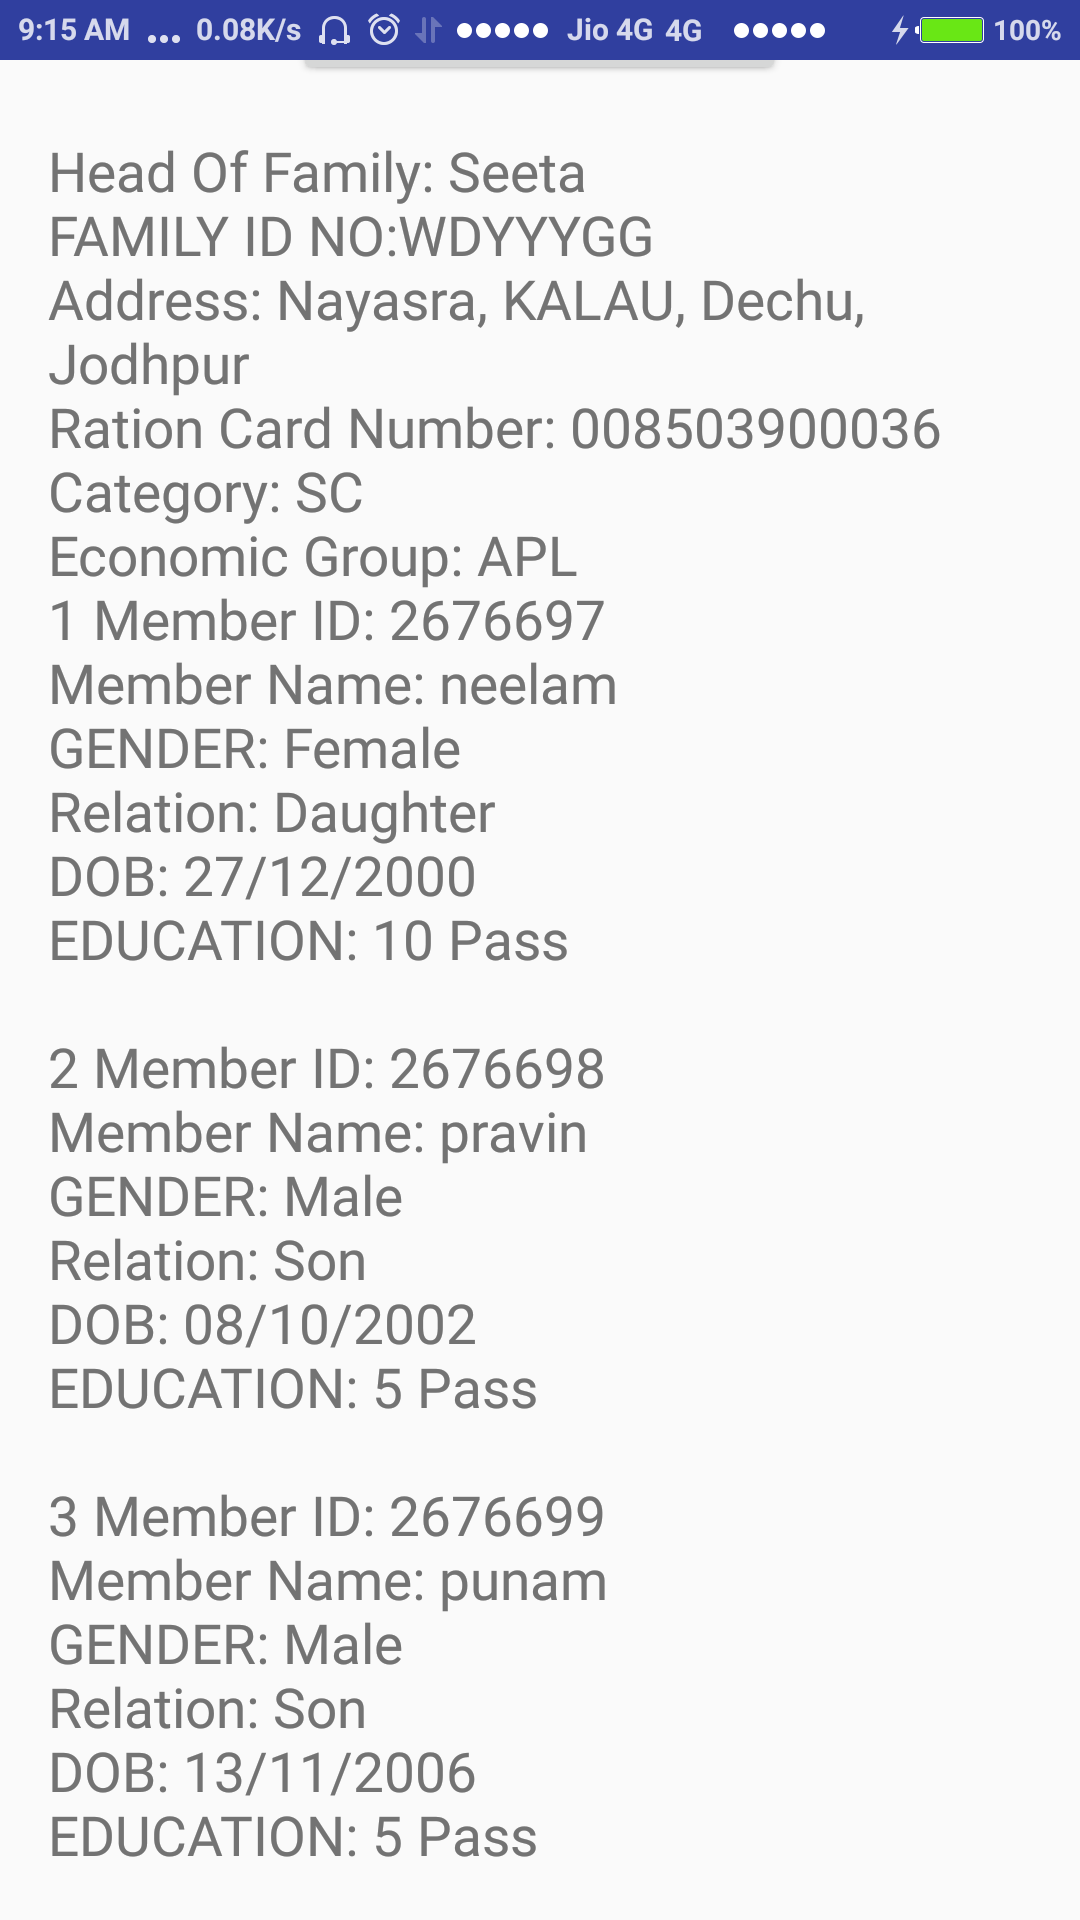 9:15 AM ... 0.08K/s Jio 4G 4G 100%
Head Of Family: Seeta
FAMILY ID NO:WDYYYGG
Address: Nayasra, KALAU, Dechu,
Jodhpur
Ration Card Number: 008503900036
Category: SC
Economic Group: APL
1 Member ID: 2676697
Member Name: neelam
GENDER: Female
Relation: Daughter
DOB: 27/12/2000
EDUCATION: 10 Pass
2 Member ID: 2676698
Member Name: pravin
GENDER: Male
Relation: Son
DOB: 08/10/2002
EDUCATION: 5 Pass
3 Member ID: 2676699
Member Name: punam
GENDER: Male
Relation: Son
DOB: 13/11/2006
EDUCATION: 5 Pass